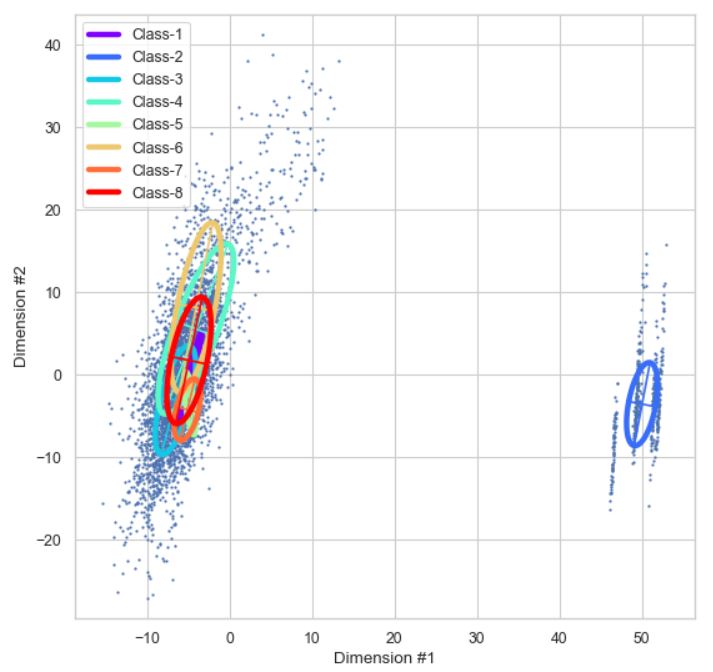 Class-1
Class-2
Class-3
Class-4
Class-5
Class-6
Class-7
Class-8
40
30
20
10
0
−10
−20
Dimension #2
−10 0 10 20 30 40 50
Dimension #1